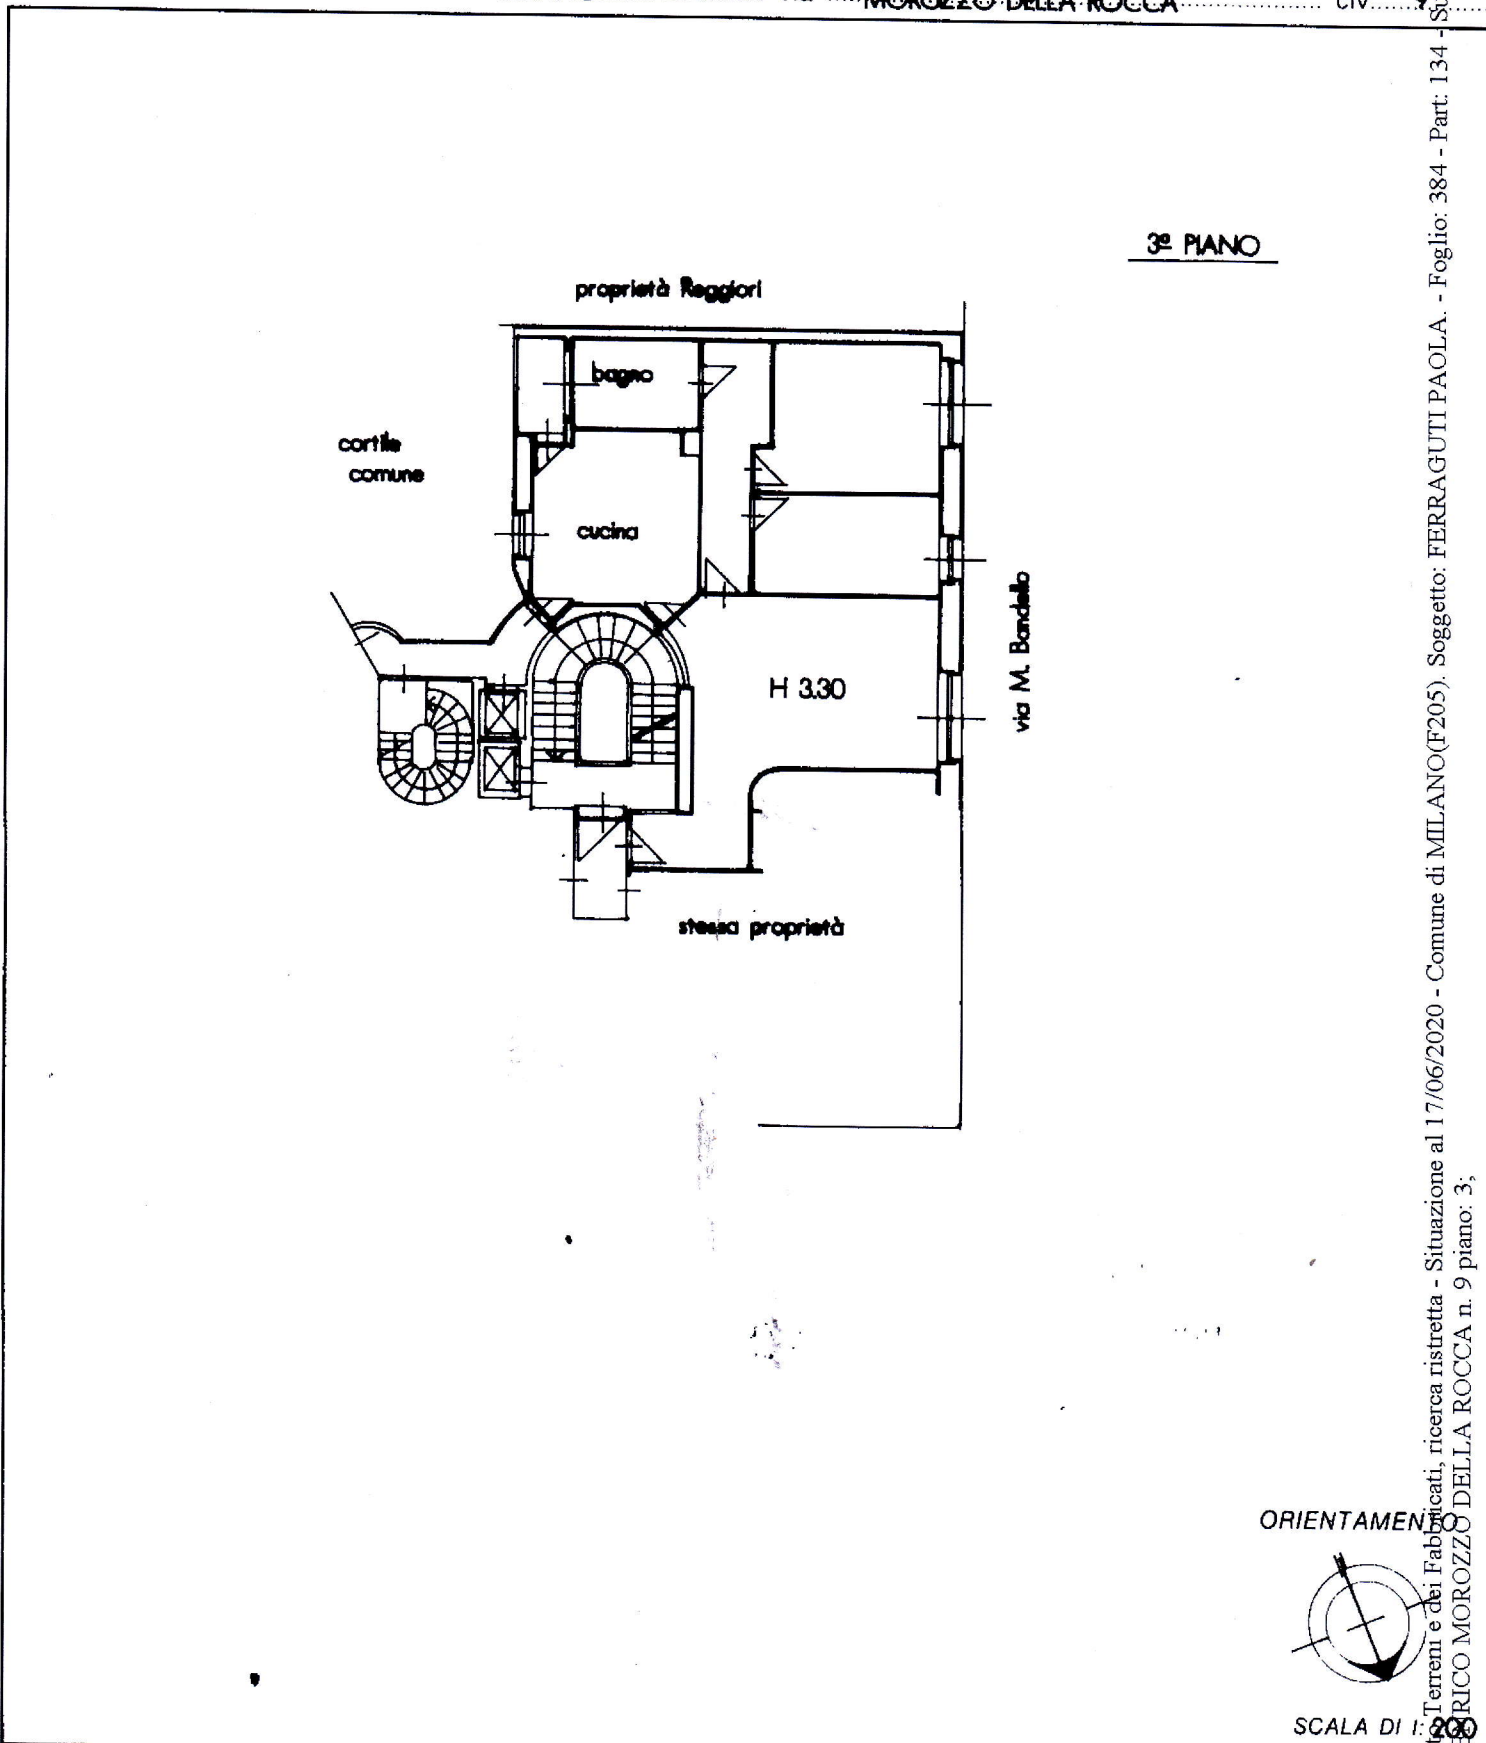 MOROZZO DELLA ROCCA
CIV.
3º PIANO
proprietà Reggiori
bagno
cortile
comune
cucina
H 3.30
via M. Bandello
stessa proprietà
Terreni e dei Fabbricati, ricerca ristretta - Situazione al 17/06/2020 - Comune di MILANO(F205). Soggetto: FERRAGUTI PAOLA. - Foglio: 384 - Part: 134 -
MOROZZO DELLA ROCCA n. 9 piano: 3;
ORIENTAMENTO
SCALA DI 1: 200